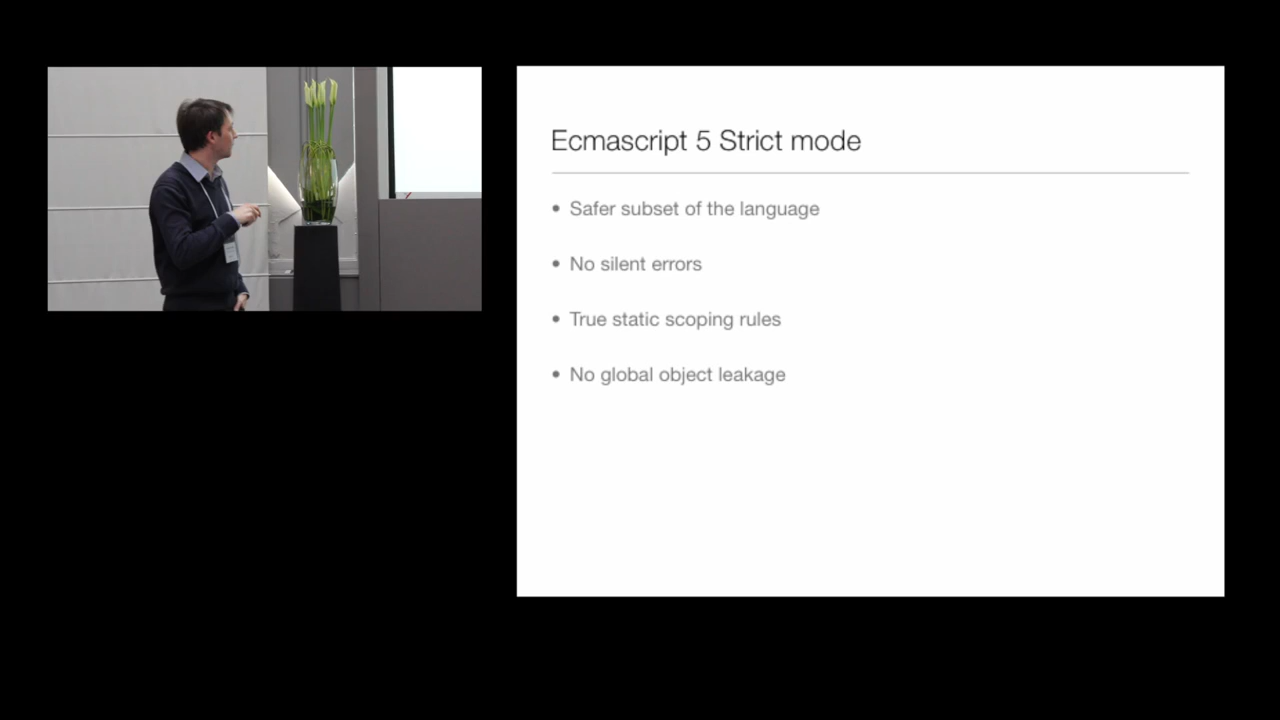 Ecmascript 5 Strict mode
• Safer subset of the language
• No silent errors
• True static scoping rules
• No global object leakage